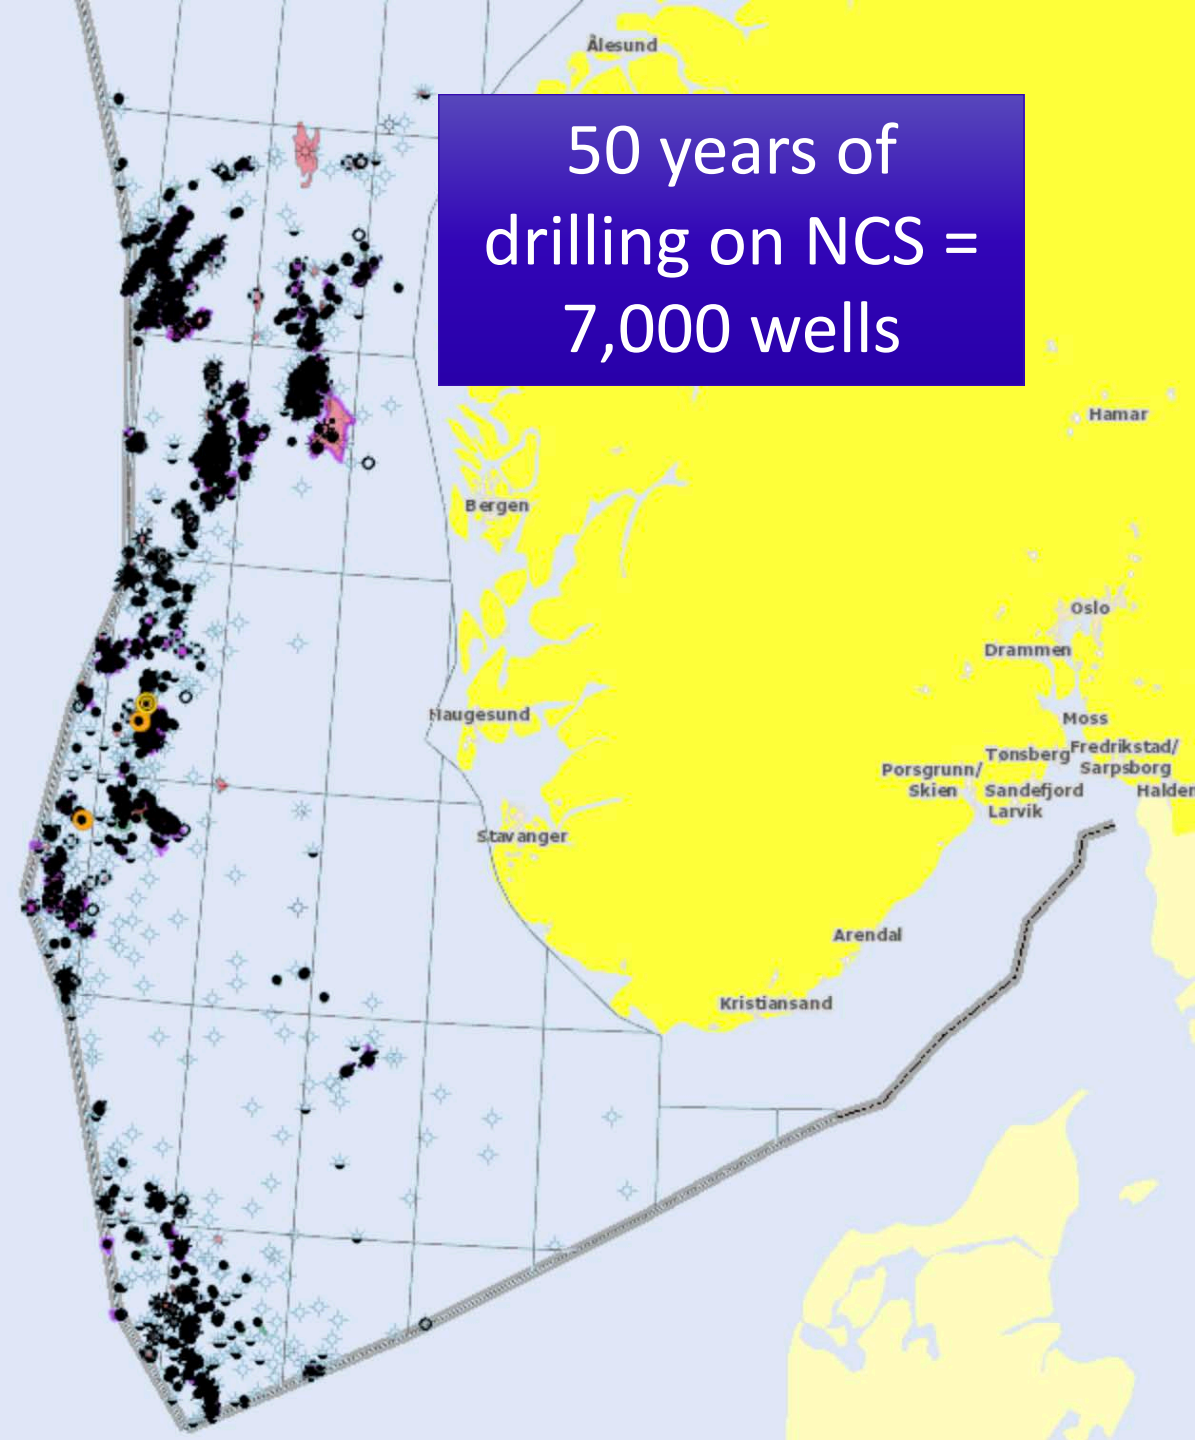 Ålesund
50 years of
drilling on NCS =
7,000 wells
Hamar
Bergen
Oslo
Drammen
Haugesund
Moss
Tønsberg
Fredrikstad/
Sarpsborg
Porsgrunn/
Skien
Sandefjord
Halden
Larvik
Stavanger
Arendal
Kristiansand